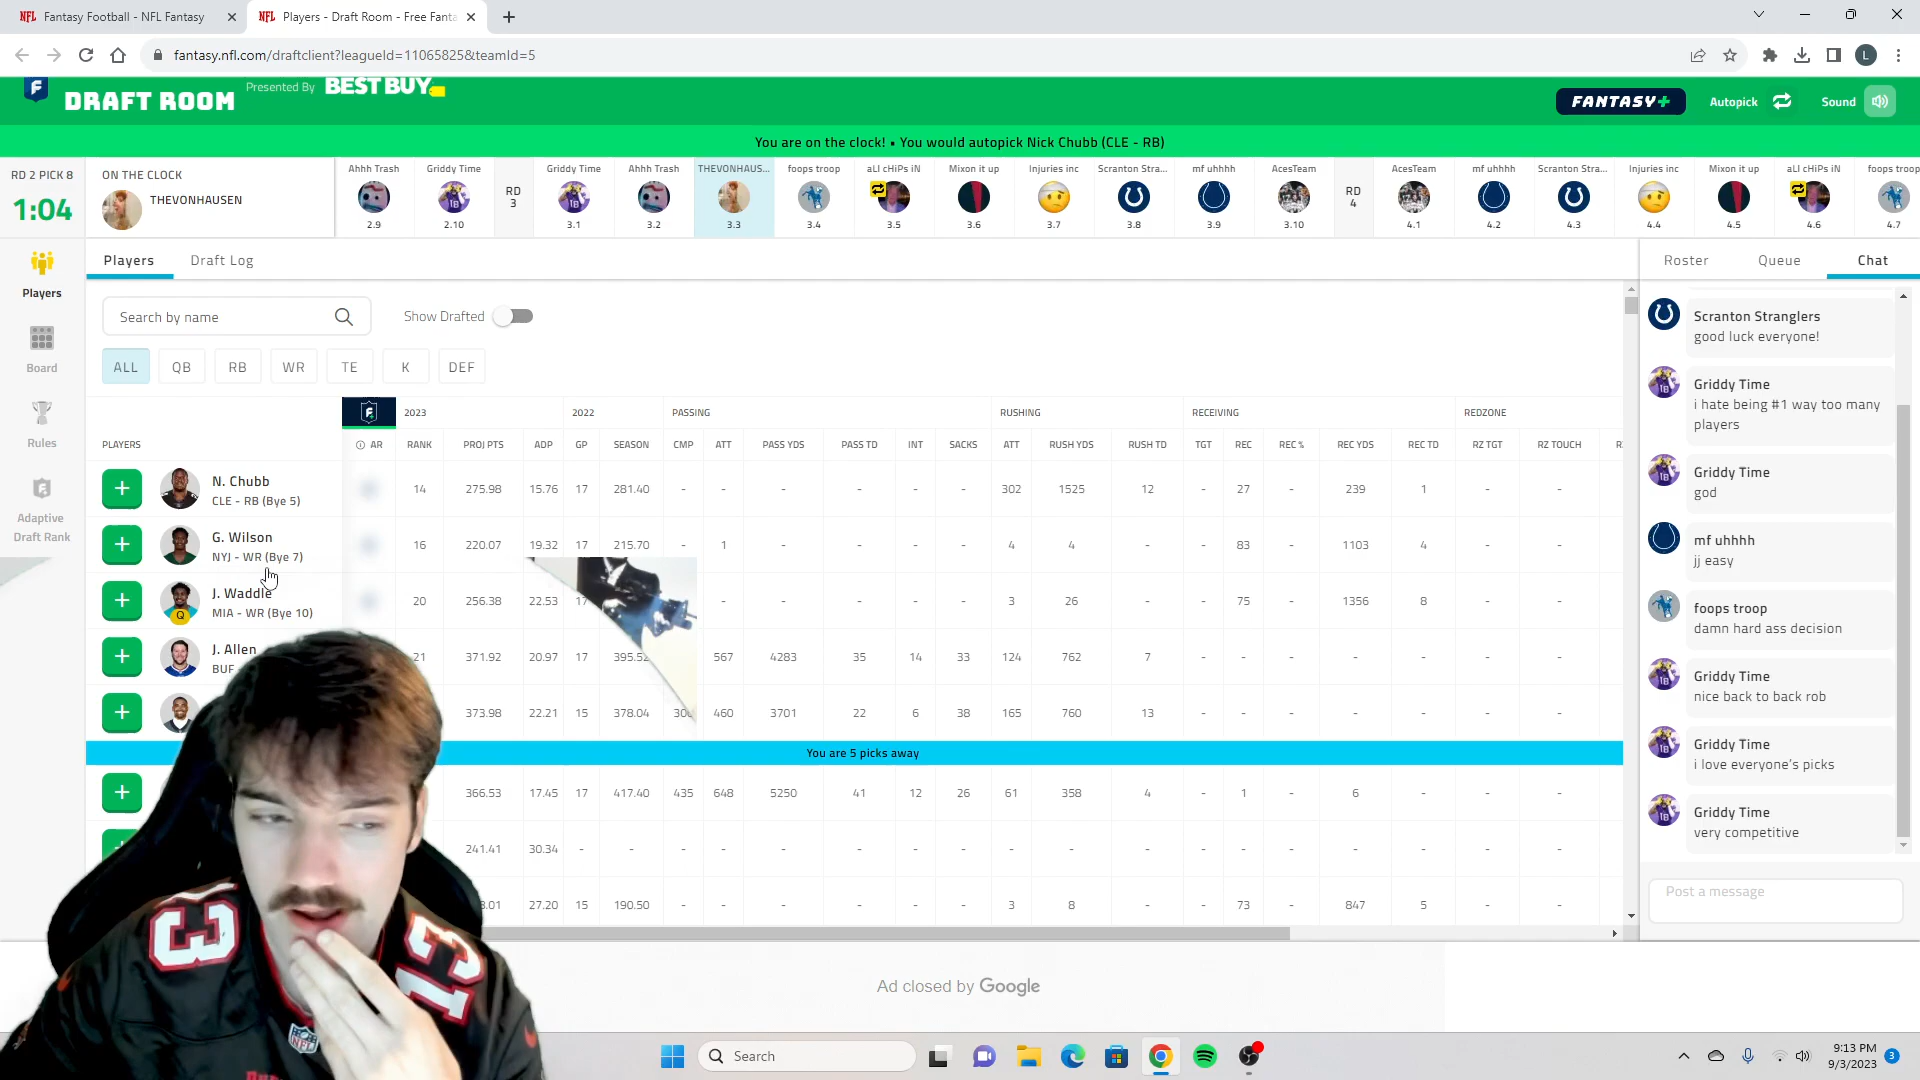 Fantasy Football - NFL Fantasy
Players - Draft Room - Free Fanta
fantasy.nfl.com/draftclient?leagueId=11065825&teamId=5
L
DRAFT ROOM
Presented By BEST BUY
FANTASY+
Autopick
Sound
You are on the clock! • You would autopick Nick Chubb (CLE - RB)
RD 2 PICK 8
1:04
ON THE CLOCK
THEVONHAUSEN
Ahhh Trash 2.9
Griddy Time 2.10
RD 3
Griddy Time 3.1
Ahhh Trash 3.2
THEVONHAUS... 3.3
foops troop 3.4
aLl cHiPs iN 3.5
Mixon it up 3.6
Injuries inc 3.7
Scranton Stra... 3.8
mf uhhhh 3.9
AcesTeam 3.10
RD 4
AcesTeam 4.1
mf uhhhh 4.2
Scranton Stra... 4.3
Injuries inc 4.4
Mixon it up 4.5
aLl cHiPs iN 4.6
foops troop 4.7
Players
Board
Rules
Adaptive
Draft Rank
Players Draft Log
Search by name
Show Drafted
ALL QB RB WR TE K DEF
2023 2022 PASSING RUSHING RECEIVING REDZONE
PLAYERS AR RANK PROJ PTS ADP GP SEASON CMP ATT PASS YDS PASS TD INT SACKS ATT RUSH YDS RUSH TD TGT REC REC % REC YDS REC TD RZ TGT RZ TOUCH
N. Chubb
CLE - RB (Bye 5)
14 275.98 15.76 17 281.40 - - - - - - 302 1525 12 - 27 - 239 1 - -
G. Wilson
NYJ - WR (Bye 7)
16 220.07 19.32 17 215.70 - 1 - - - - 4 4 - - 83 - 1103 4 - -
J. Waddle
Q
MIA - WR (Bye 10)
20 256.38 22.53 17 - - - - - 3 26 - - 75 - 1356 8 - -
J. Allen
BUF
21 371.92 20.97 17 395.52 567 4283 35 14 33 124 762 7 - - - - - - -
373.98 22.21 15 378.04 460 3701 22 6 38 165 760 13 - - - - - - -
You are 5 picks away
366.53 17.45 17 417.40 435 648 5250 41 12 26 61 358 4 - 1 - 6 - - -
241.41 30.34 - - - - - - - - - - - - - - - - - -
27.20 15 190.50 - - - - - - 3 8 - - 73 - 847 5 - -
Roster Queue Chat
Scranton Stranglers
good luck everyone!
Griddy Time
i hate being #1 way too many
players
Griddy Time
god
mf uhhhh
jj easy
foops troop
damn hard ass decision
Griddy Time
nice back to back rob
Griddy Time
i love everyone's picks
Griddy Time
very competitive
Post a message
Ad closed by Google
13
13
NFL
Search
9:13 PM
9/3/2023
3